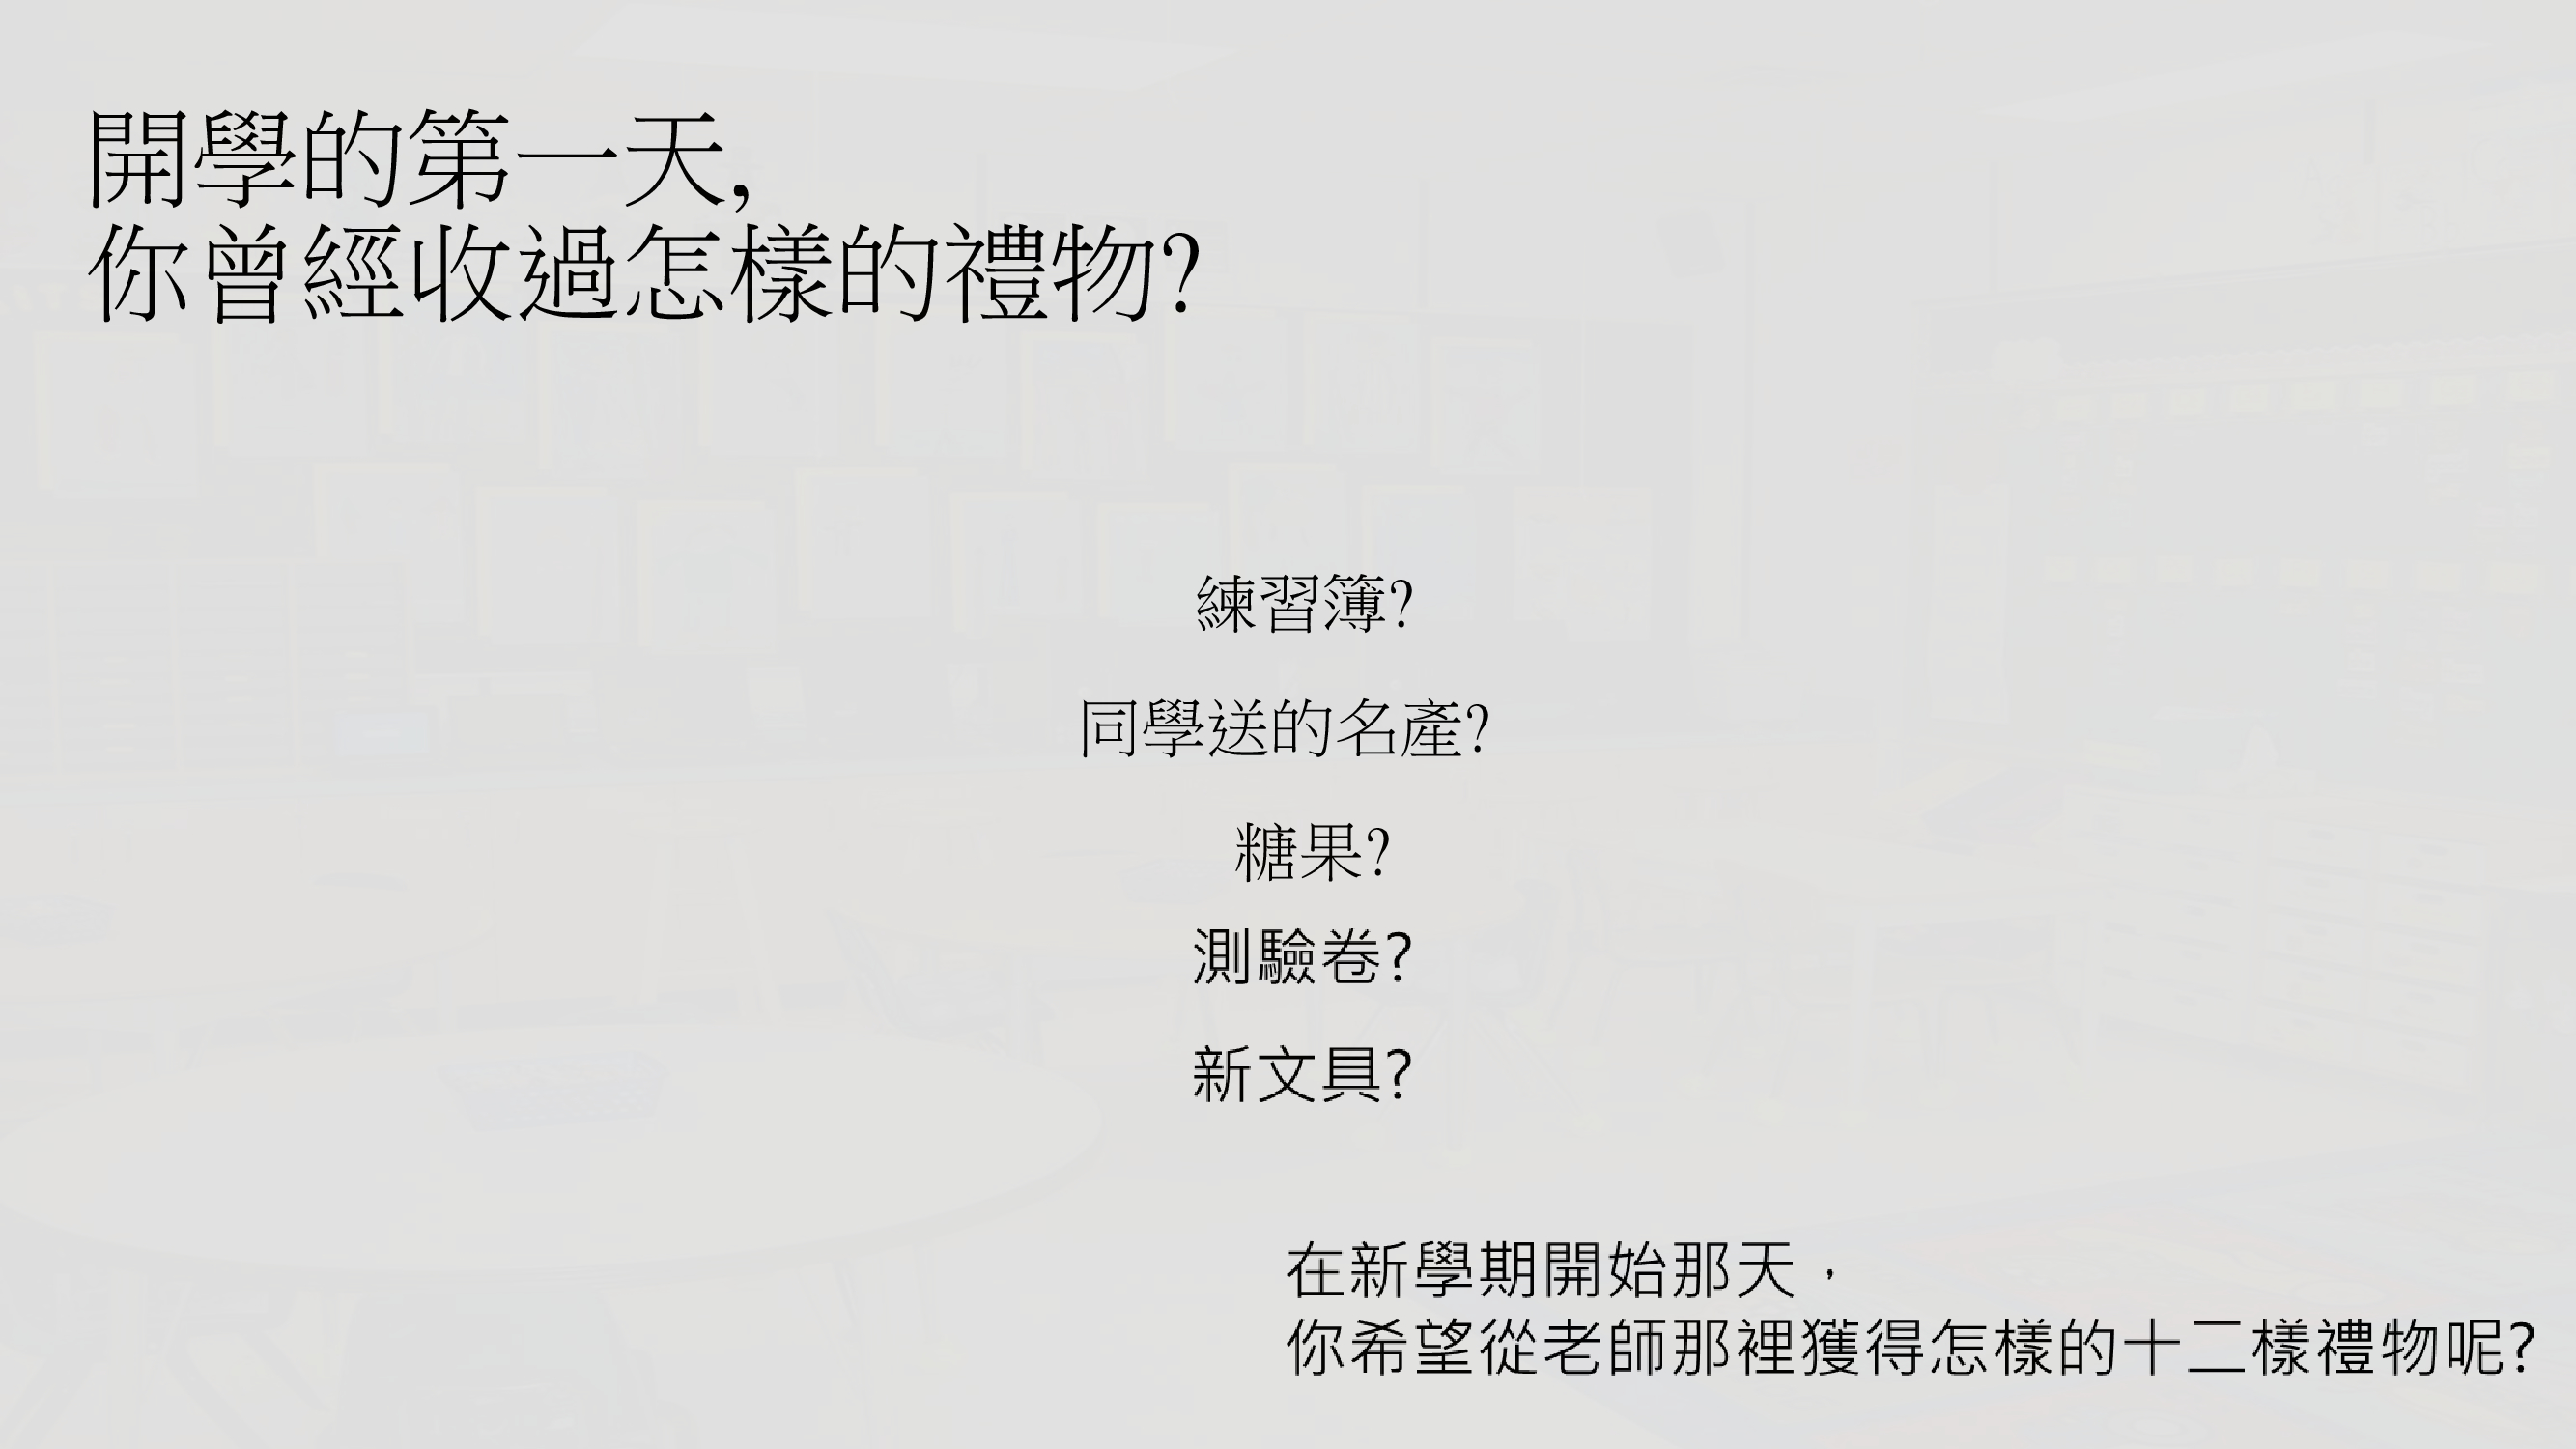 開學的第一天,
你曾經收過怎樣的禮物?
練習簿?
同學送的名產?
糖果?
測驗卷?
新文具?
在新學期開始那天，
你希望從老師那裡獲得怎樣的十二樣禮物呢?